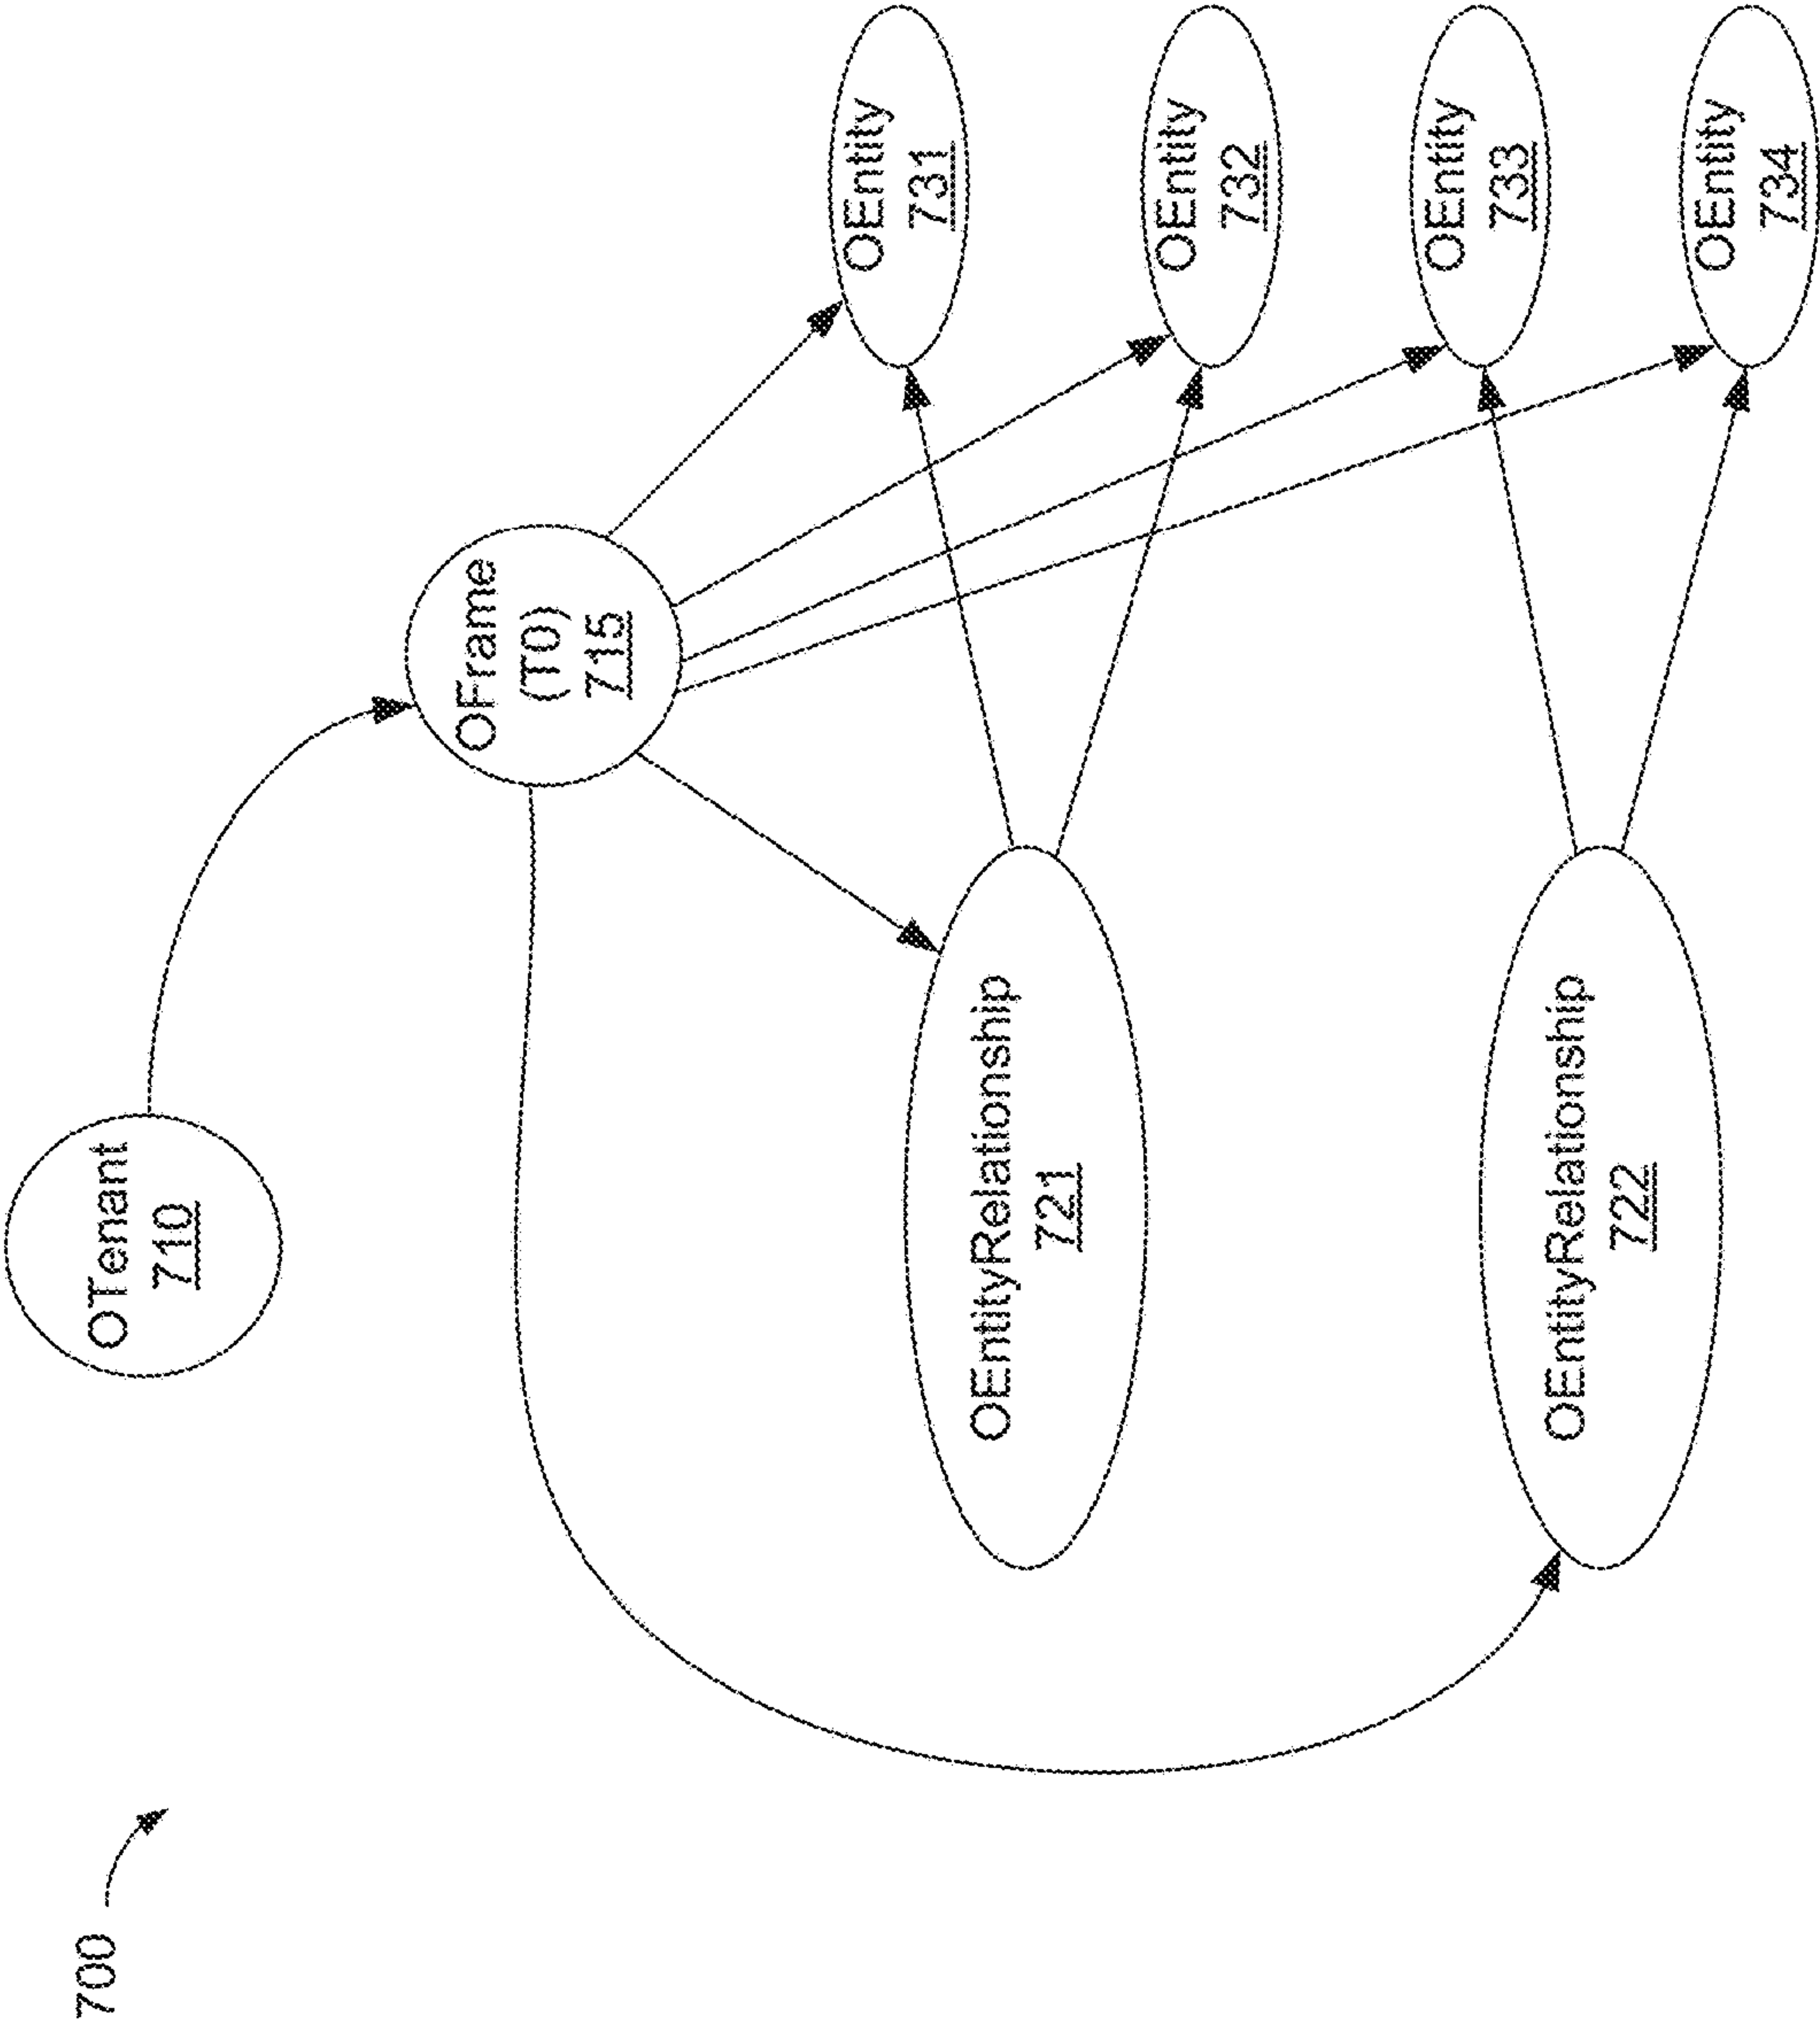 700
OTenant
710
OFrame
(T0)
715
OEntityRelationship
721
OEntity
731
OEntity
732
OEntityRelationship
722
OEntity
733
OEntity
734